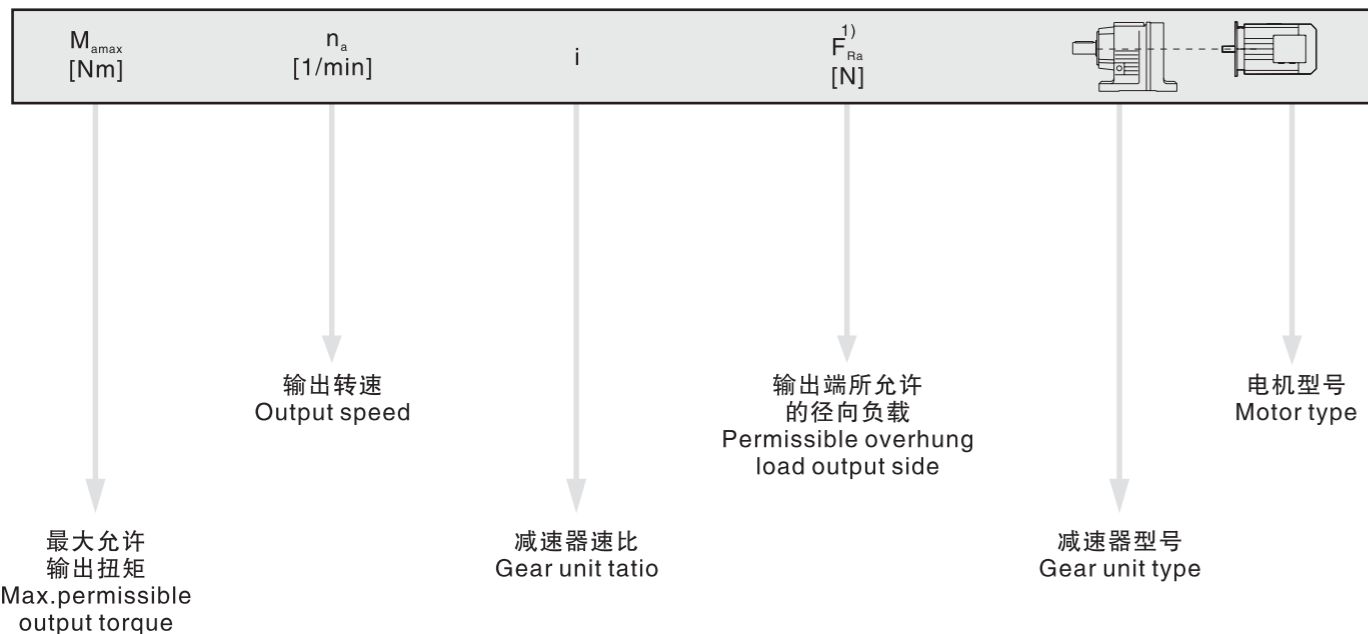 Mamax
[Nm]
na
[1/min]
i
1)
FRa
[N]
输出转速
Output speed
输出端所允许
的径向负载
Permissible overhung
load output side
电机型号
Motor type
最大允许
输出扭矩
Max.permissible
output torque
减速器速比
Gear unit tatio
减速器型号
Gear unit type